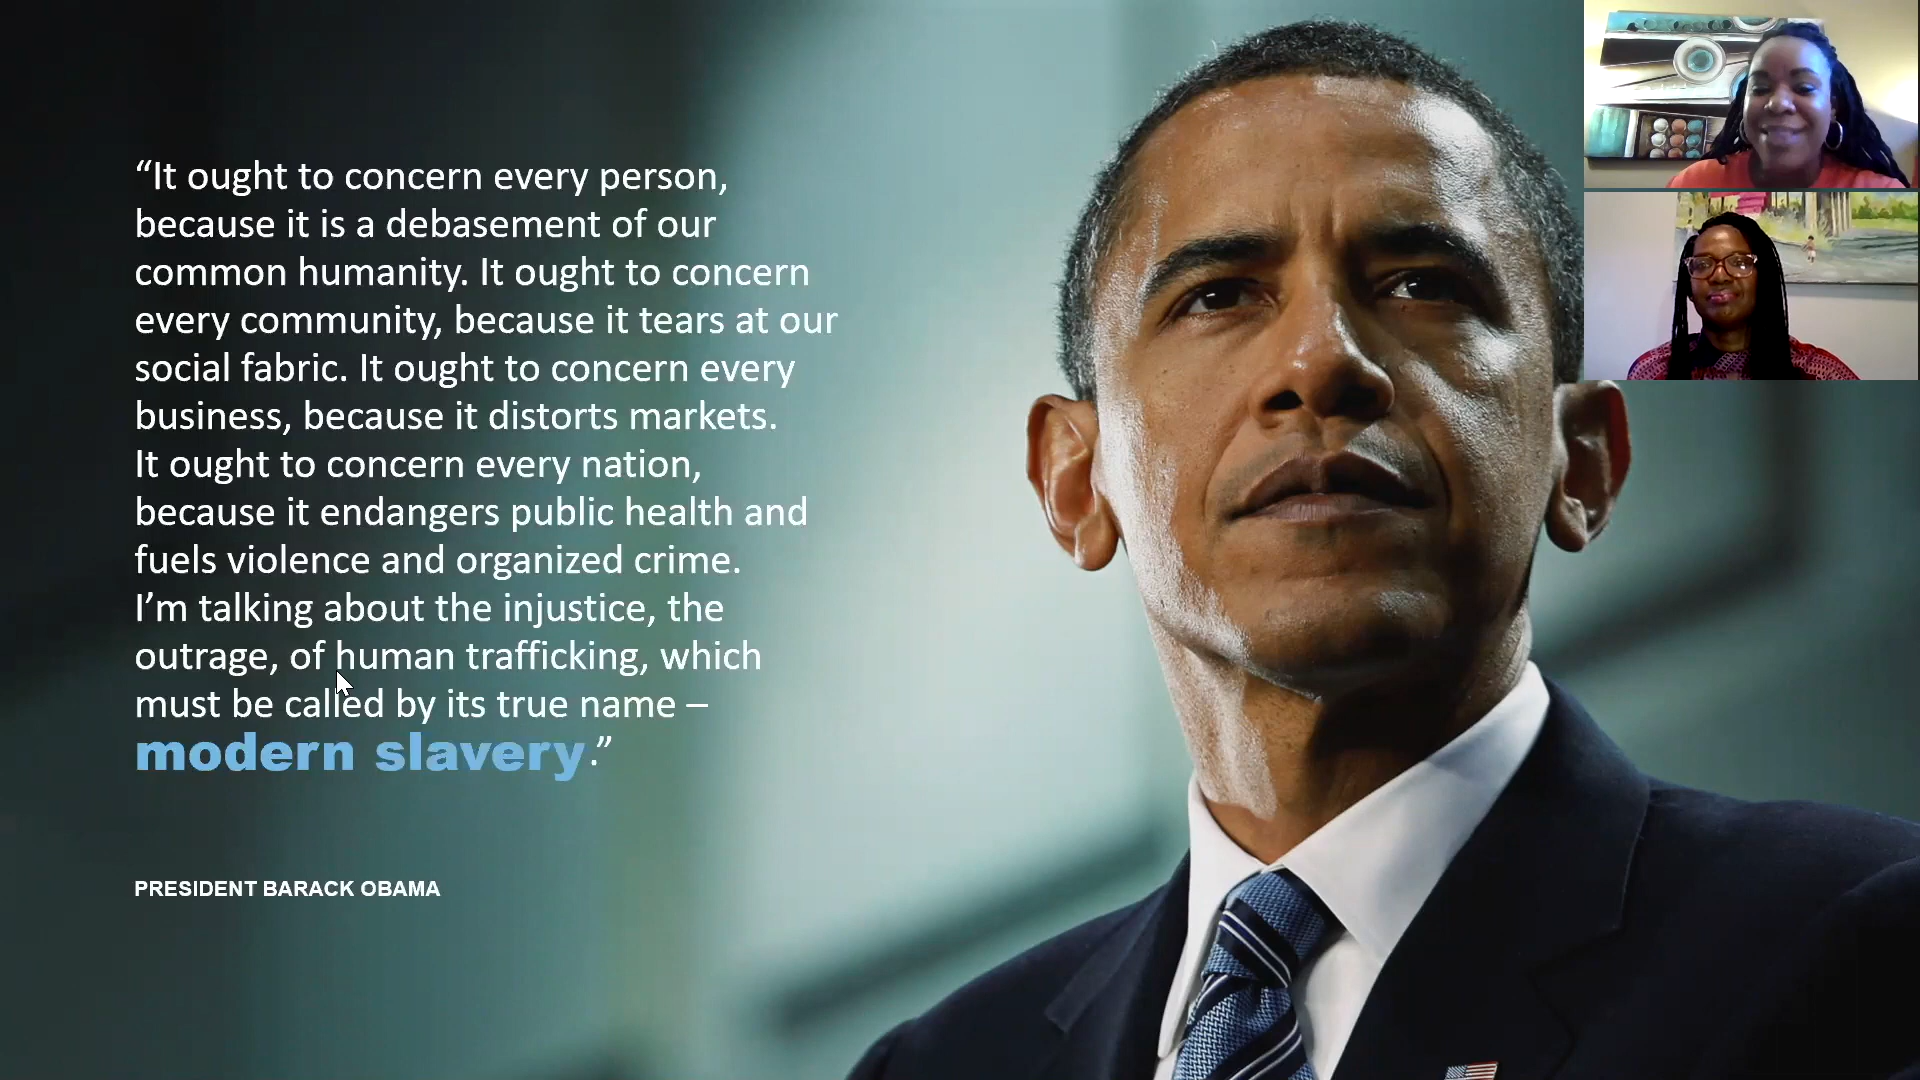 “It ought to concern every person,
because it is a debasement of our
common humanity. It ought to concern
every community, because it tears at our
social fabric. It ought to concern every
business, because it distorts markets.
It ought to concern every nation,
because it endangers public health and
fuels violence and organized crime.
I’m talking about the injustice, the
outrage, of human trafficking, which
must be called by its true name –
modern slavery.”
PRESIDENT BARACK OBAMA